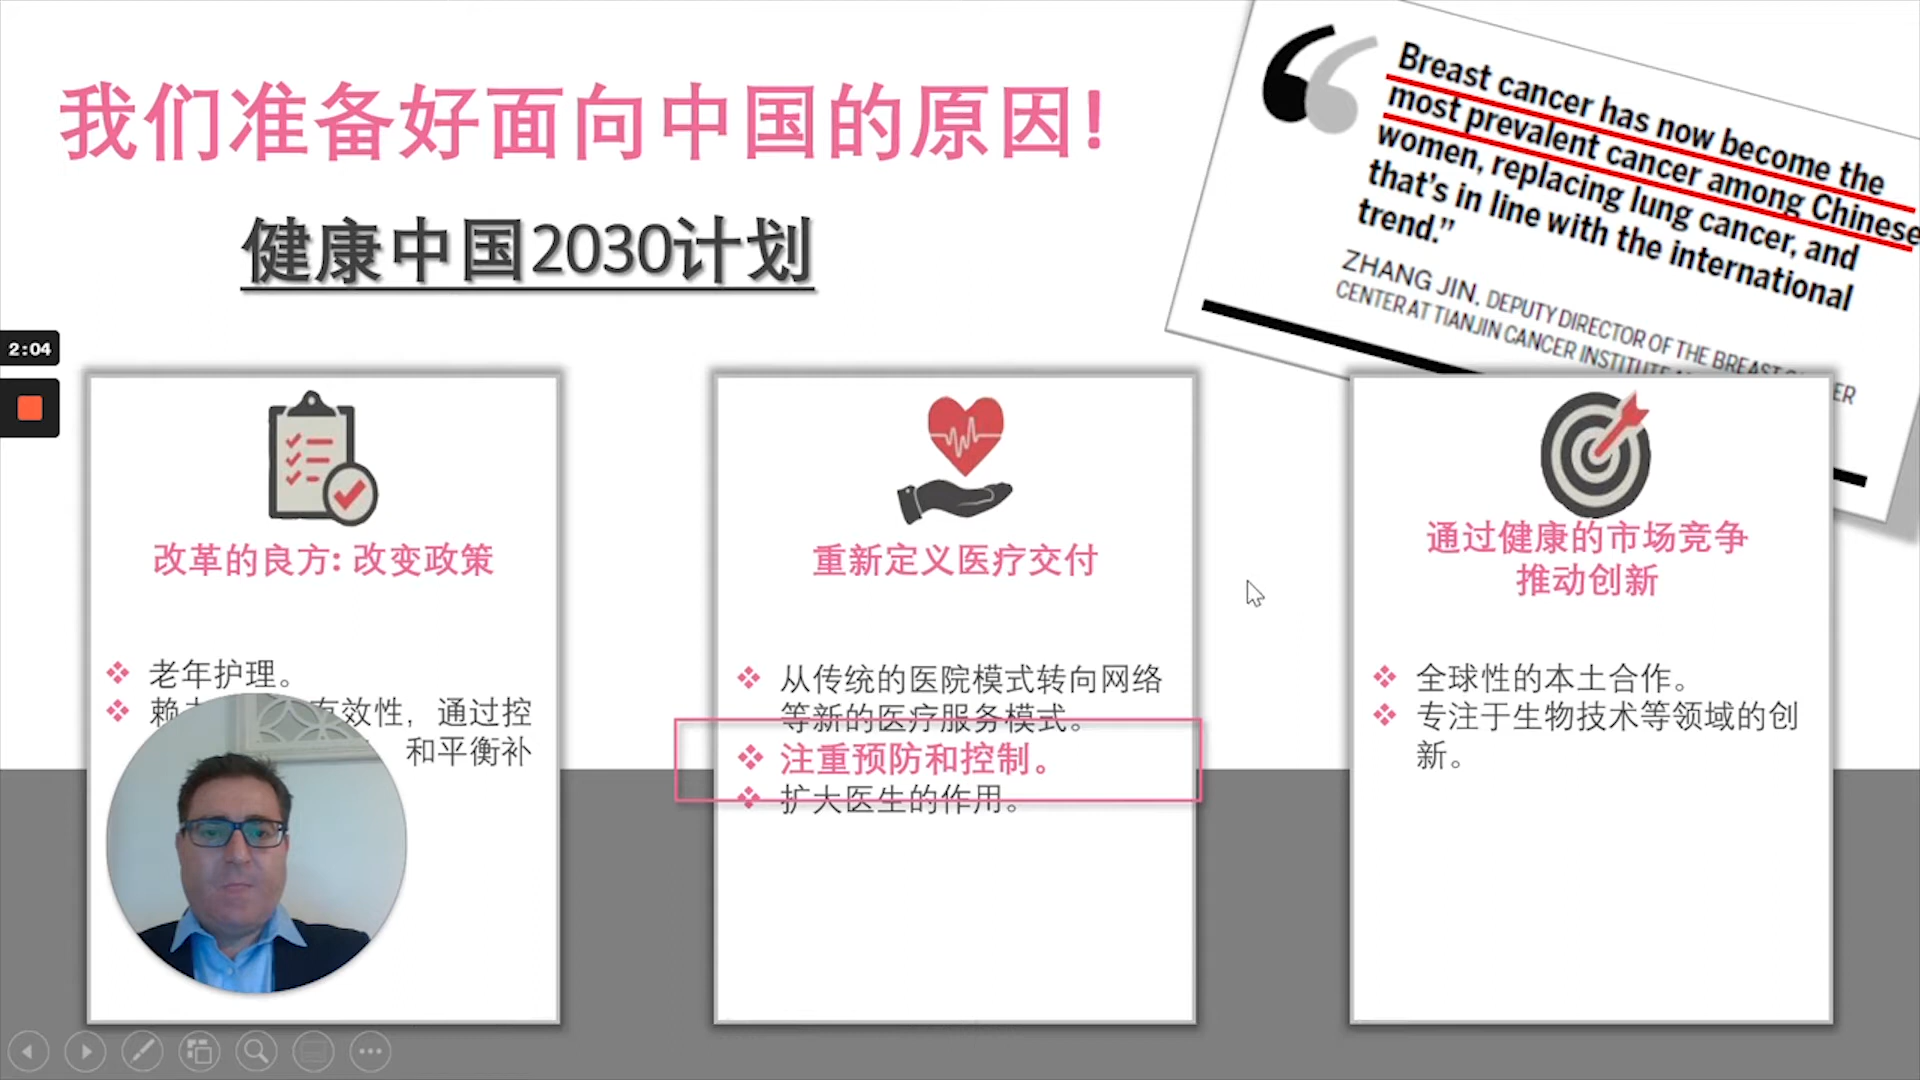 我们准备好面向中国的原因!
健康中国2030计划
Breast cancer has now become the
most prevalent cancer among Chinese
women, replacing lung cancer, and
that's in line with the international
trend.”
ZHANG JIN, DEPUTY DIRECTOR OF THE BREAST
CENTER AT TIANJIN CANCER INSTITUTE
ER
2:04
改革的良方: 改变政策
老年护理。
有效性，通过控
和平衡补
重新定义医疗交付
从传统的医院模式转向网络
等新的医疗服务模式。
注重预防和控制。
扩大医生的作用。
通过健康的市场竞争
推动创新
全球性的本土合作。
专注于生物技术等领域的创
新。